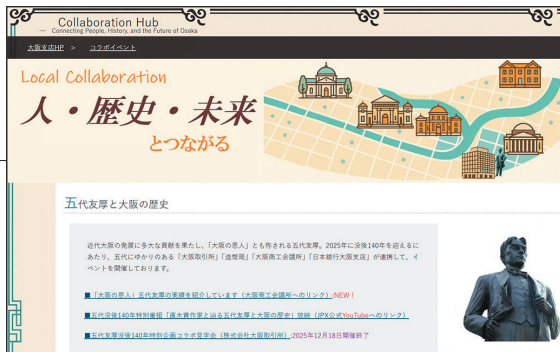 Collaboration Hub
― Connecting People, History, and the Future of Osaka
大阪支店HP > コラボイベント
Local Collaboration
人・歴史・未来
とつながる
五代友厚と大阪の歴史
近代大阪の発展に多大な貢献を果たし、「大阪の恩人」とも称される五代友厚。2025年に没後140年を迎えるに
あたり、五代にゆかりのある「大阪取引所」「造幣局」「大阪商工会議所」「日本銀行大阪支店」が連携して、イ
ベントを開催しております。
■「大阪の恩人」五代友厚の実績を紹介しています（大阪商工会議所へのリンク）:NEW！
■五代没後140年特別番組「直木賞作家と辿る五代友厚と大阪の歴史」放映（JPX公式YouTubeへのリンク）
■五代友厚没後140年特別企画コラボ見学会（株式会社大阪取引所）:2025年12月18日開催終了